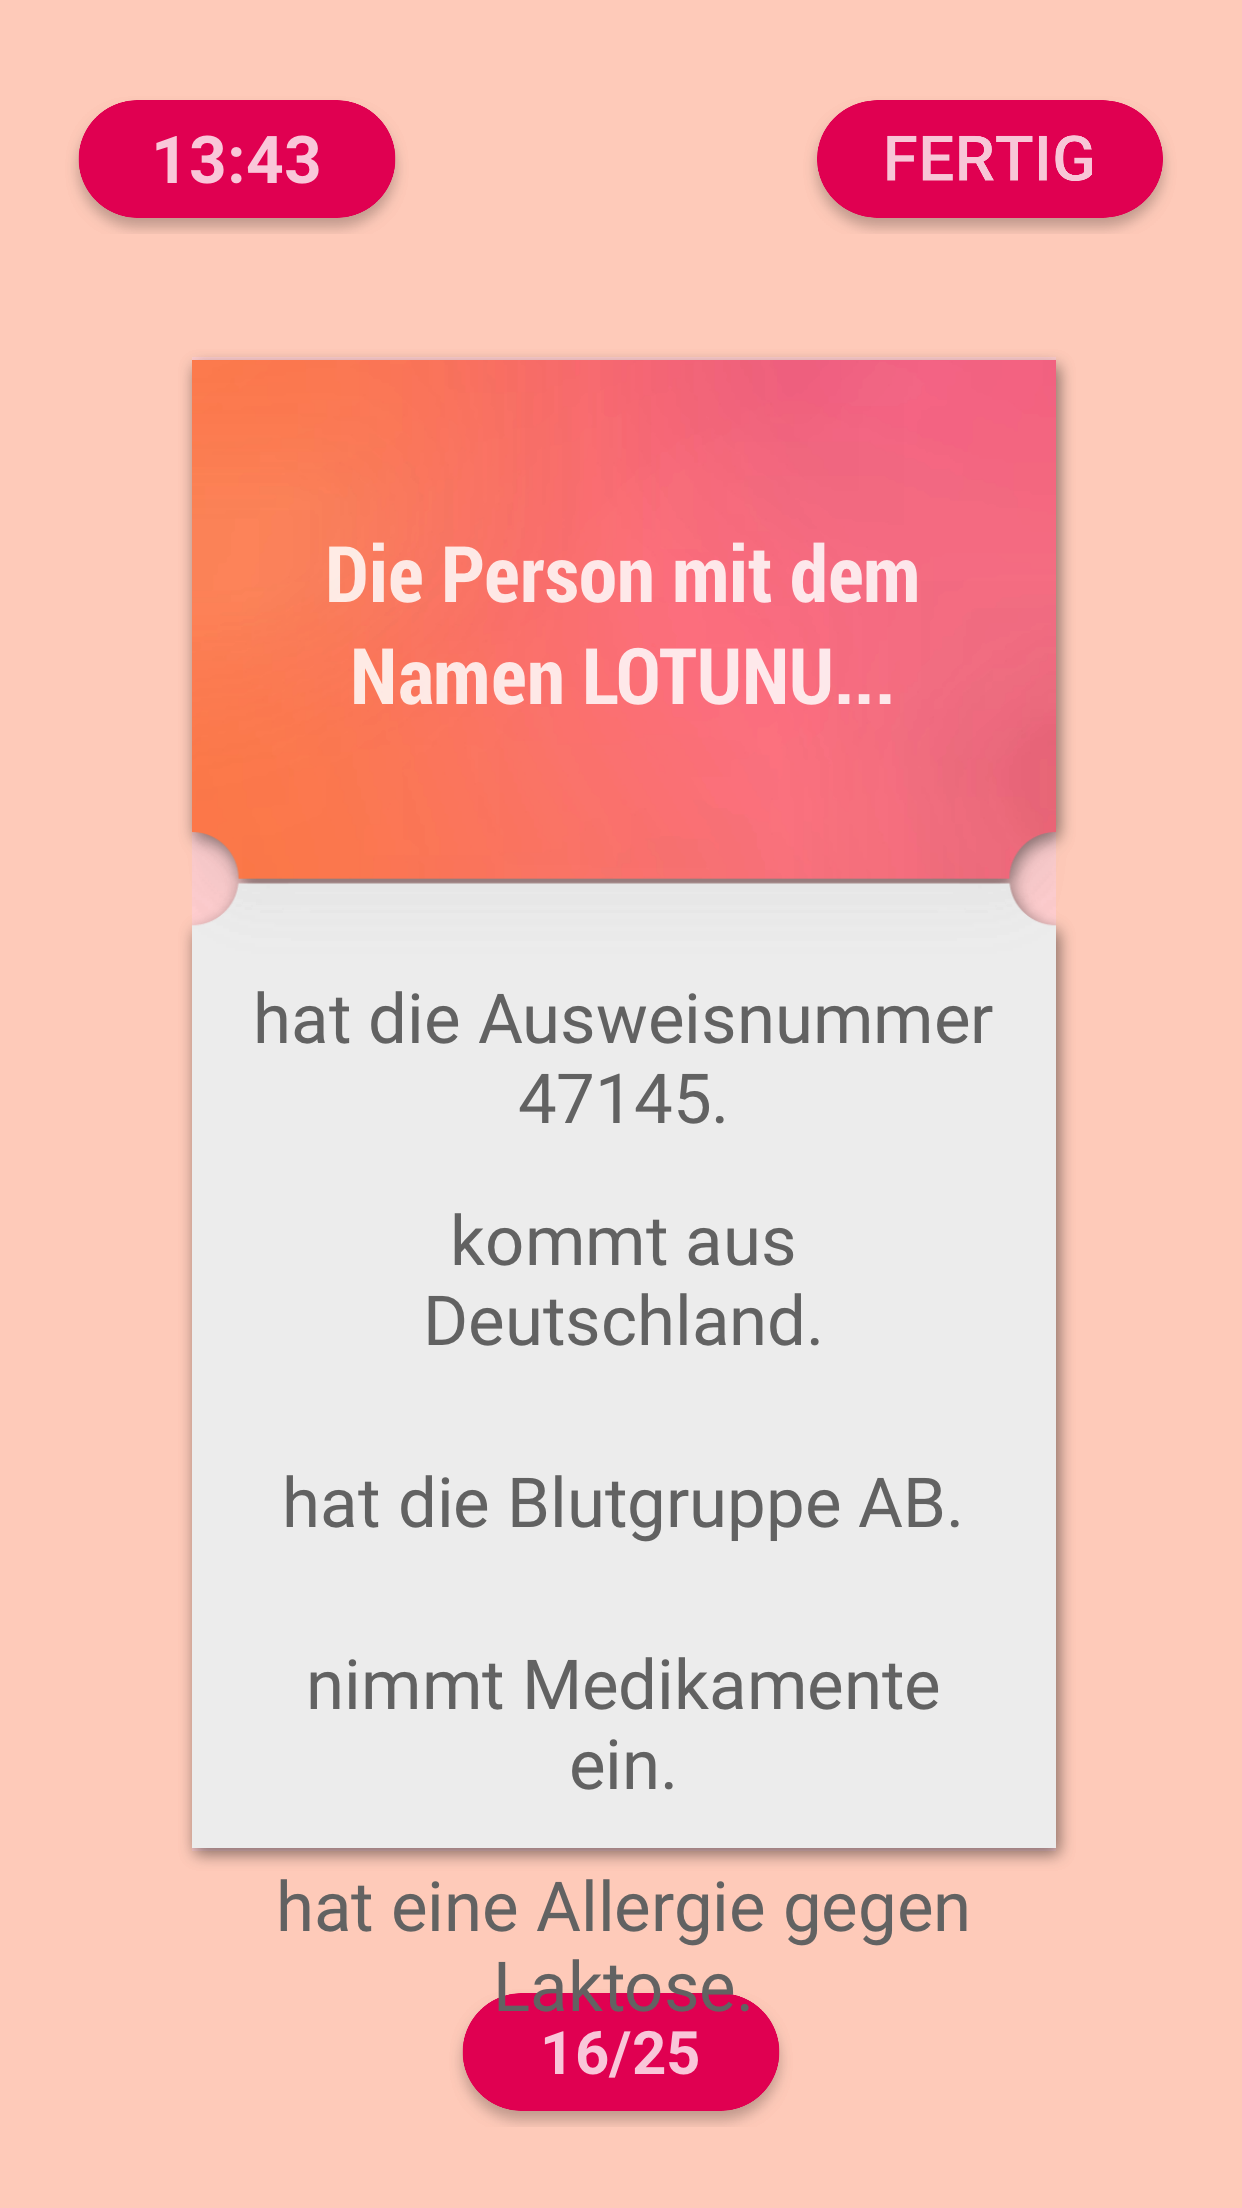 13:43
FERTIG
Die Person mit dem
Namen LOTUNU...
hat die Ausweisnummer
47145.
kommt aus
Deutschland.
hat die Blutgruppe AB.
nimmt Medikamente
ein.
hat eine Allergie gegen
Laktose.
16/25